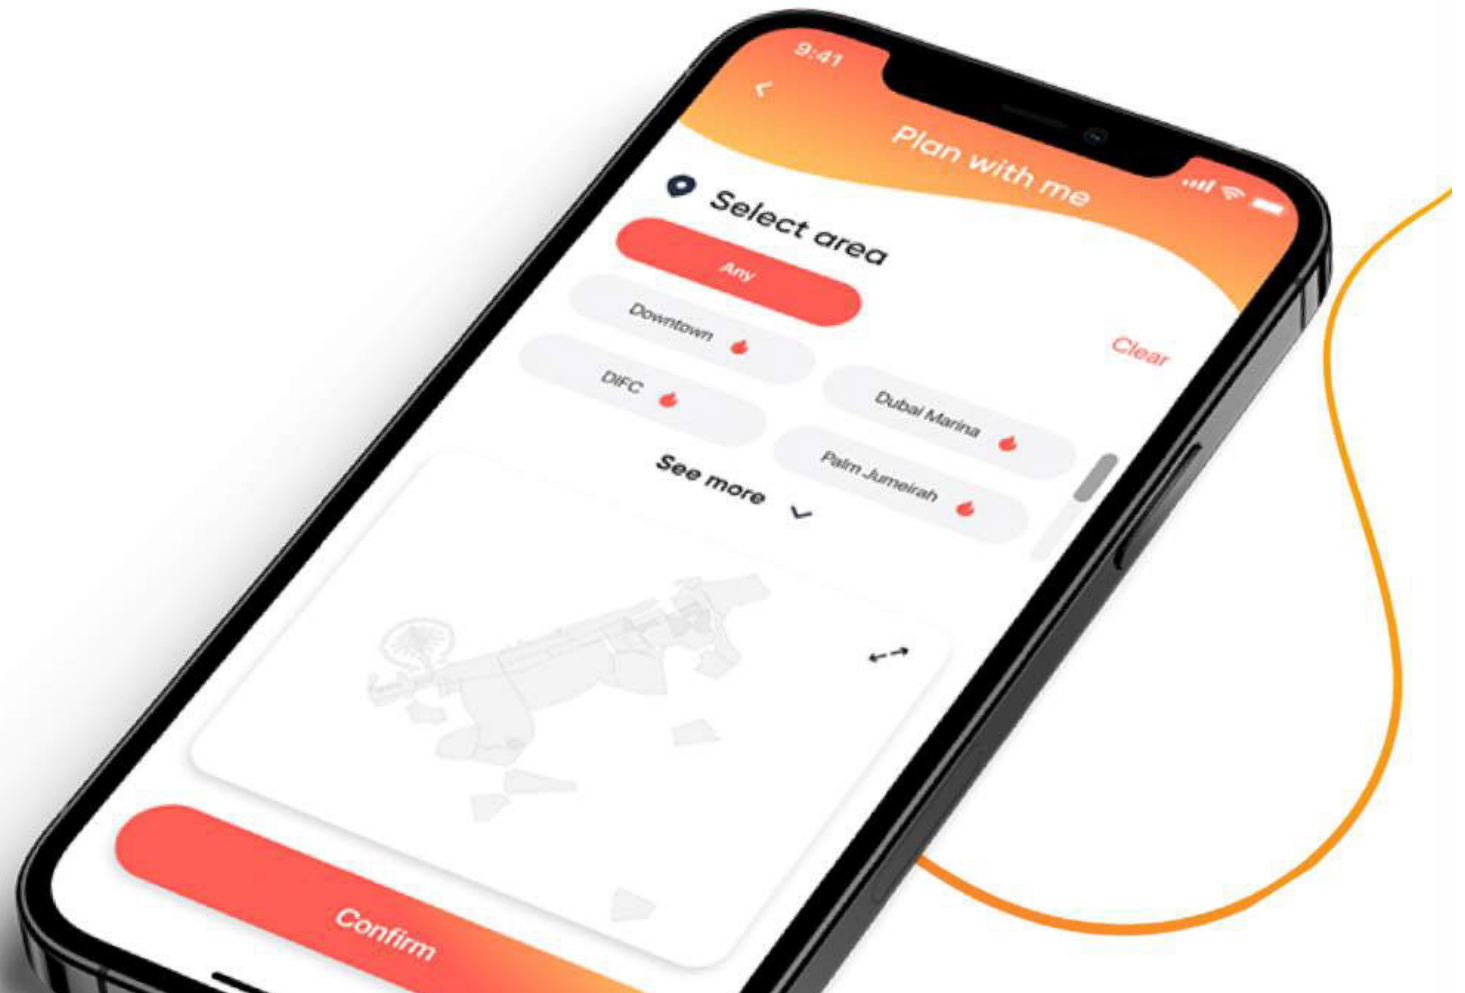 9:41
Plan with me
Select area
Any
Clear
Downtown
Dubai Marina
DIFC
Palm Jumeirah
See more
Confirm